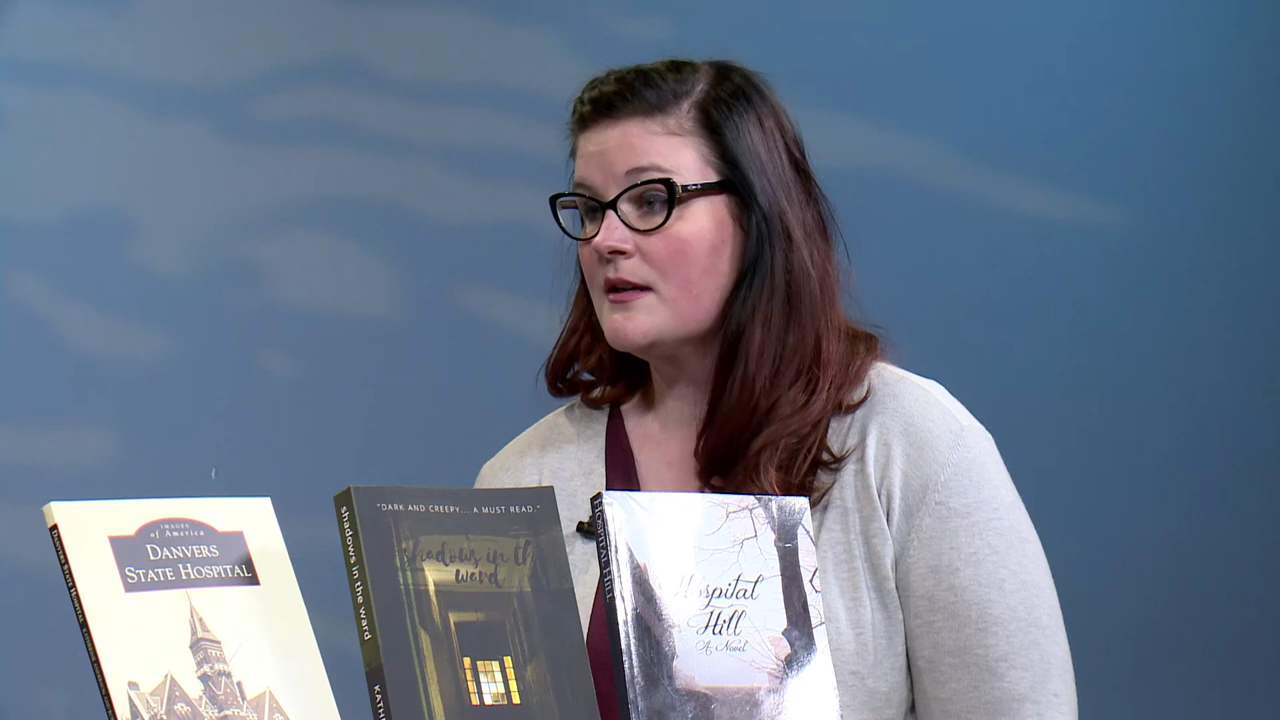 IMAGES
of America
DANVERS
STATE HOSPITAL
DANVERS STATE HOSPITAL
"DARK AND CREEPY... A MUST READ."
shadows in the
ward
shadows in the ward
KATH
Hospital
Hill
A Novel
HOSPITAL HILL